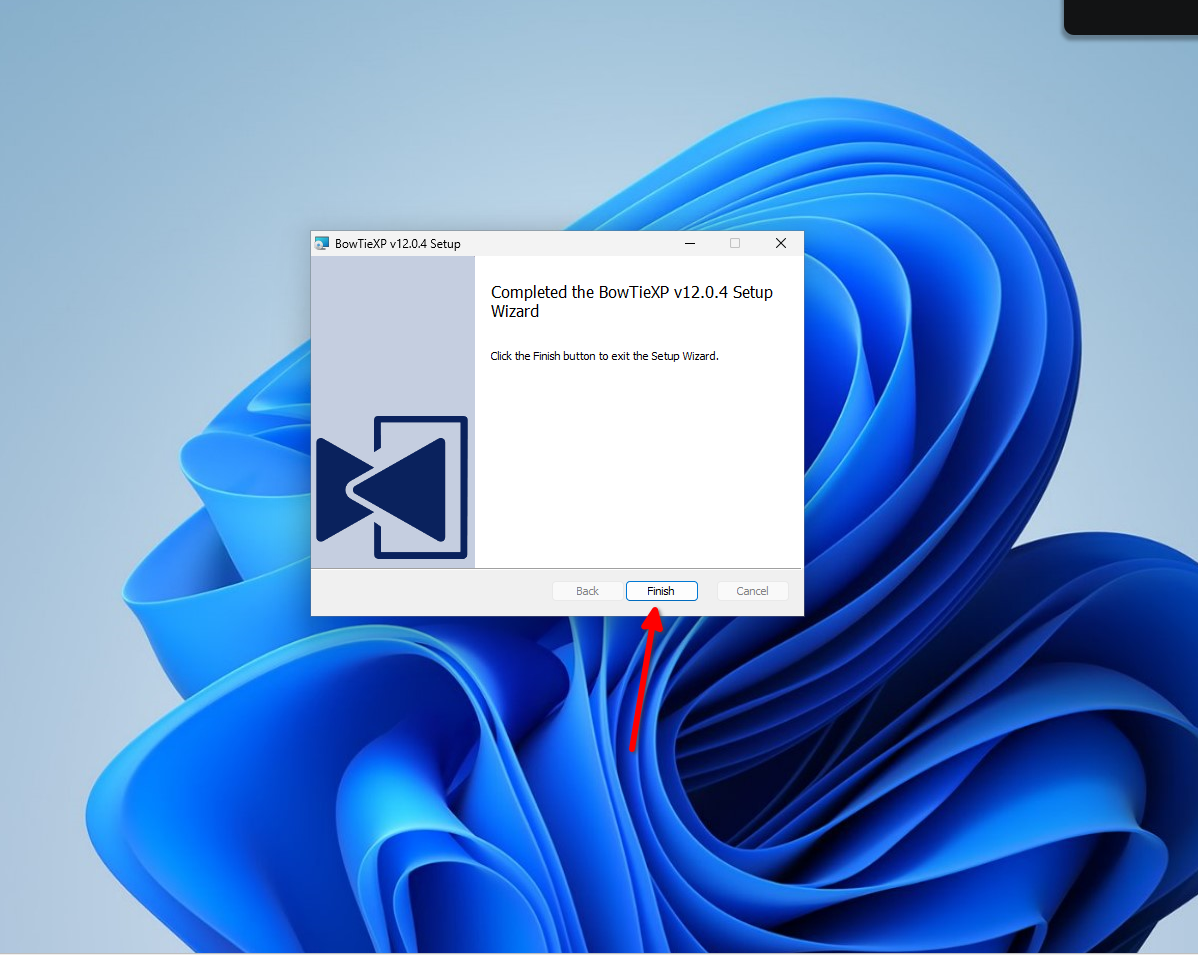 BowTieXP v12.0.4 Setup
Completed the BowTieXP v12.0.4 Setup
Wizard
Click the Finish button to exit the Setup Wizard.
Back
Finish
Cancel